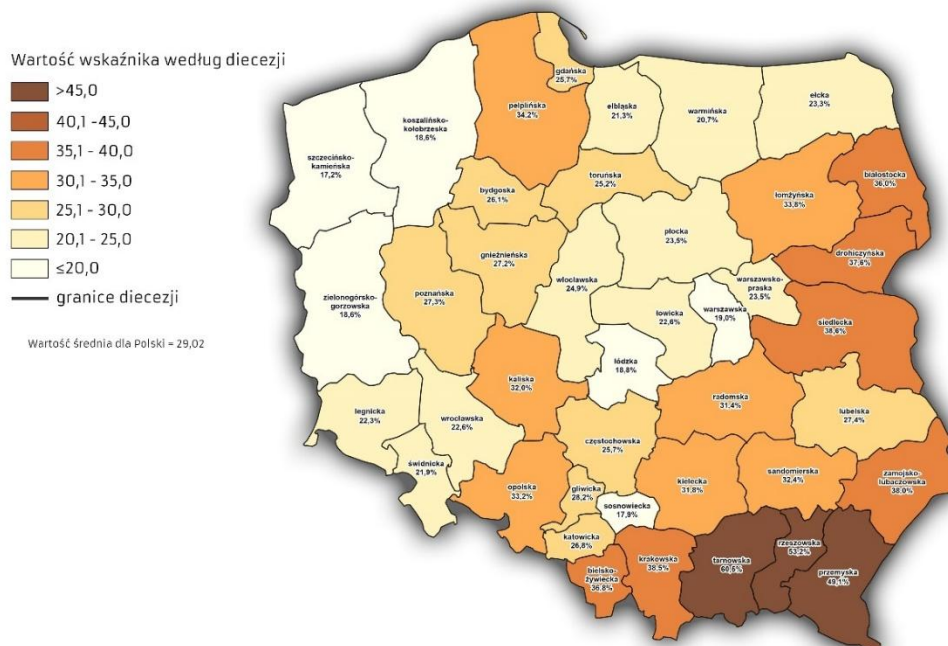 Wartość wskaźnika według diecezji
>45,0
40,1 -45,0
35,1 - 40,0
30,1 - 35,0
25,1 - 30,0
20,1 - 25,0
≤20,0
granice diecezji
Wartość średnia dla Polski = 29,02
gdańska
25,7%
pelplińska
34,2%
koszalińsko-
kołobrzeska
18,6%
szczecińsko-
kamieńska
17,2%
elbląska
21,3%
warmińska
20,7%
ełcka
23,3%
białostocka
36,0%
łomżyńska
33,8%
toruńska
25,2%
bydgoska
26,1%
drohiczyńska
37,6%
płocka
23,5%
gnieźnieńska
27,2%
poznańska
27,3%
zielonogórsko-
gorzowska
18,6%
włocławska
24,9%
warszawsko-
praska
23,5%
warszawska
19,0%
łowicka
22,6%
siedlecka
38,6%
łódzka
18,8%
kaliska
32,0%
radomska
31,4%
lubelska
27,4%
legnicka
22,3%
wrocławska
22,6%
świdnicka
21,9%
częstochowska
25,7%
opolska
33,2%
gliwicka
28,2%
sosnowiecka
17,9%
kielecka
31,8%
sandomierska
32,4%
zamojsko-
lubaczowska
38,0%
katowicka
26,8%
bielsko-
żywiecka
36,8%
krakowska
38,5%
tarnowska
60,5%
rzeszowska
53,2%
przemyska
49,1%